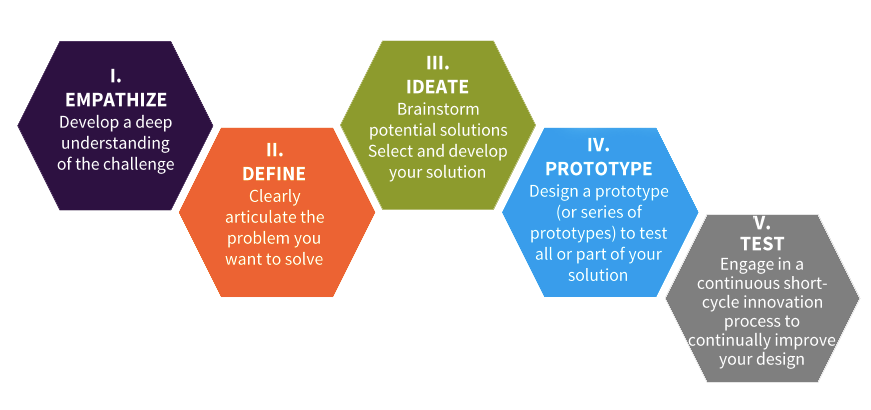 I.
EMPATHIZE
Develop a deep
understanding
of the challenge
II.
DEFINE
Clearly
articulate the
problem you
want to solve
III.
IDEATE
Brainstorm
potential solutions
Select and develop
your solution
IV.
PROTOTYPE
Design a prototype
(or series of
prototypes) to test
all or part of your
solution
V.
TEST
Engage in a
continuous short-
cycle innovation
process to
continually improve
your design